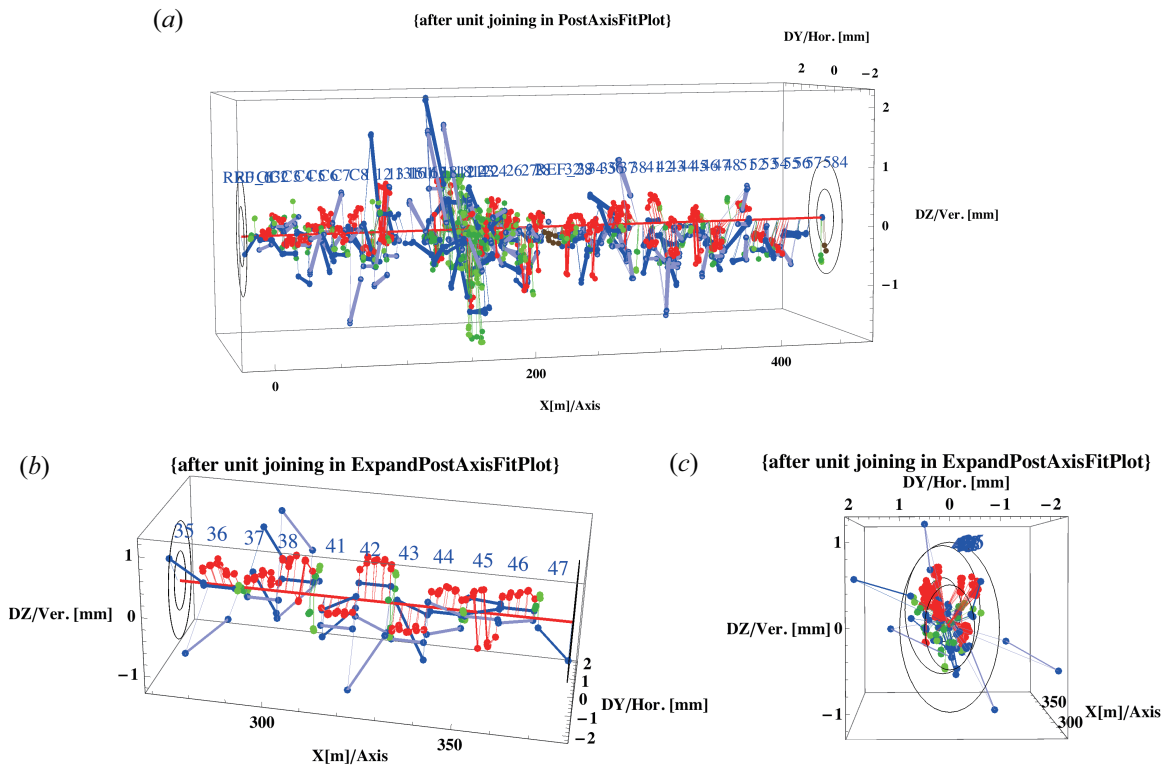 (a)
{after unit joining in PostAxisFitPlot}
DY/Hor. [mm]
2 0 −2
2
1
DZ/Ver. [mm]
0
−1
0 200 400
X[m]/Axis
(b)
{after unit joining in ExpandPostAxisFitPlot}
35 36 37 38 41 42 43 44 45 46 47
1
DZ/Ver. [mm]
0
−1
2
1
0
−1
−2
DY/Hor. [mm]
300 350
X[m]/Axis
(c)
{after unit joining in ExpandPostAxisFitPlot}
DY/Hor. [mm]
2 1 0 −1 −2
1
DZ/Ver. [mm] 0
−1
350
300
X[m]/Axis